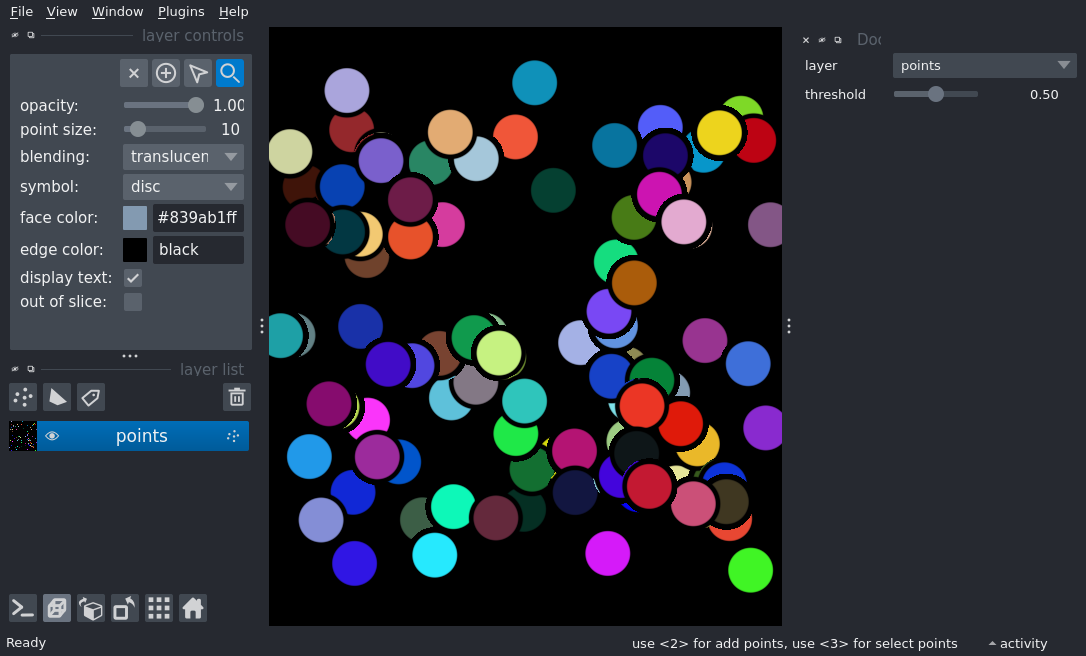 File View Window Plugins Help
layer controls
opacity: 1.00
point size: 10
blending: translucen
symbol: disc
face color: #839ab1ff
edge color: black
display text:
out of slice:
layer list
points
Doc
layer points
threshold 0.50
Ready
use <2> for add points, use <3> for select points
activity